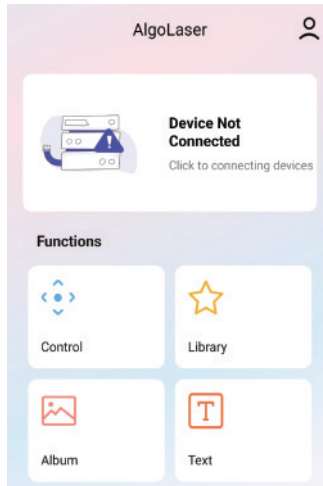 AlgoLaser
Device Not
Connected
Click to connecting devices
Functions
Control
Library
Album
T
Text